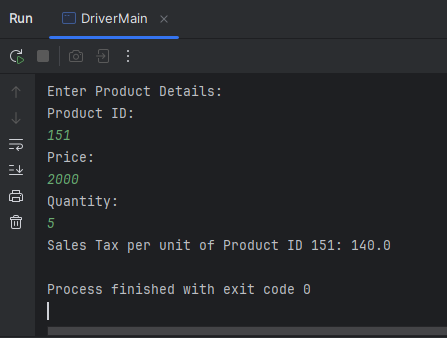 Run
DriverMain
Enter Product Details:
Product ID:
151
Price:
2000
Quantity:
5
Sales Tax per unit of Product ID 151: 140.0
Process finished with exit code 0